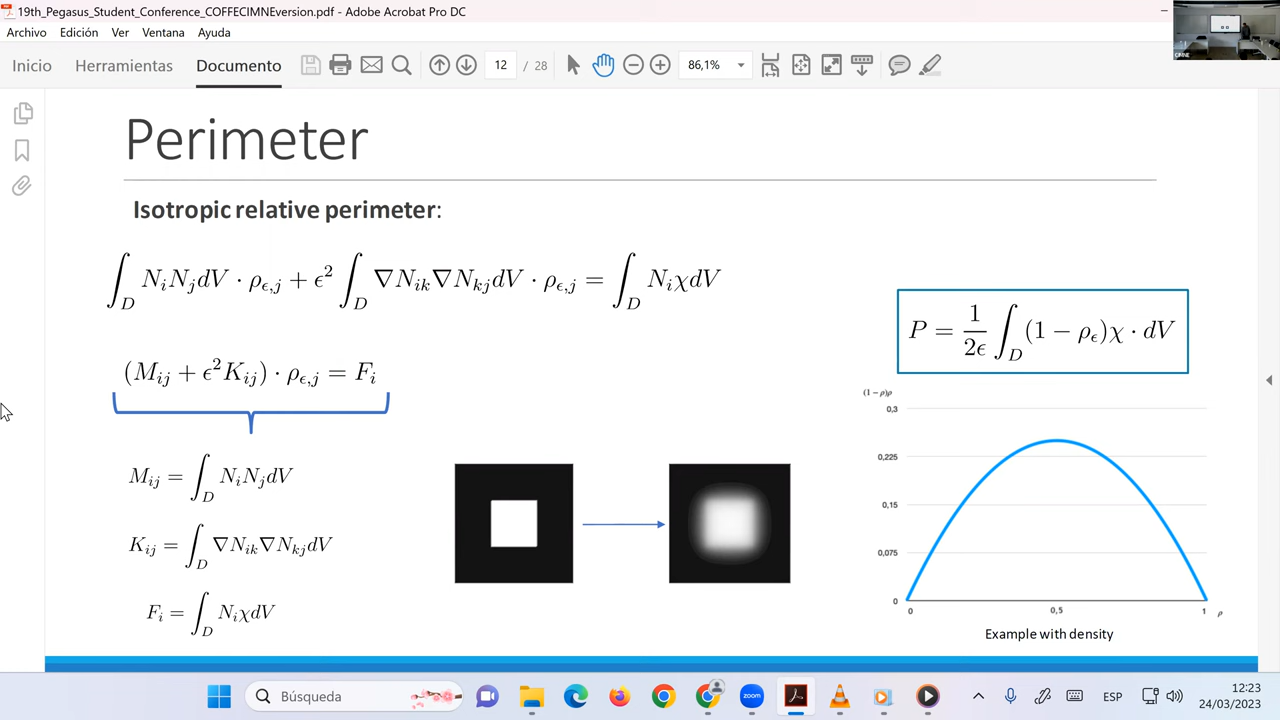 19th_Pegasus_Student_Conference_COFFECIMNEversion.pdf - Adobe Acrobat Pro DC
Archivo Edición Ver Ventana Ayuda
Inicio Herramientas Documento 12 / 28 86,1%
CIMNE
Perimeter
Isotropic relative perimeter:
∫_D N_i N_j dV · ρ_{ϵ,j} + ϵ² ∫_D ∇N_{ik} ∇N_{kj} dV · ρ_{ϵ,j} = ∫_D N_i χ dV
P = 1/(2ϵ) ∫_D (1 − ρ_ϵ)χ · dV
(M_{ij} + ϵ² K_{ij}) · ρ_{ϵ,j} = F_i
M_{ij} = ∫_D N_i N_j dV
K_{ij} = ∫_D ∇N_{ik} ∇N_{kj} dV
F_i = ∫_D N_i χ dV
(1 − ρ)ρ
0,3
0,225
0,15
0,075
0
0 0,5 1 ρ
Example with density
Búsqueda
zoom
ESP
12:23
24/03/2023